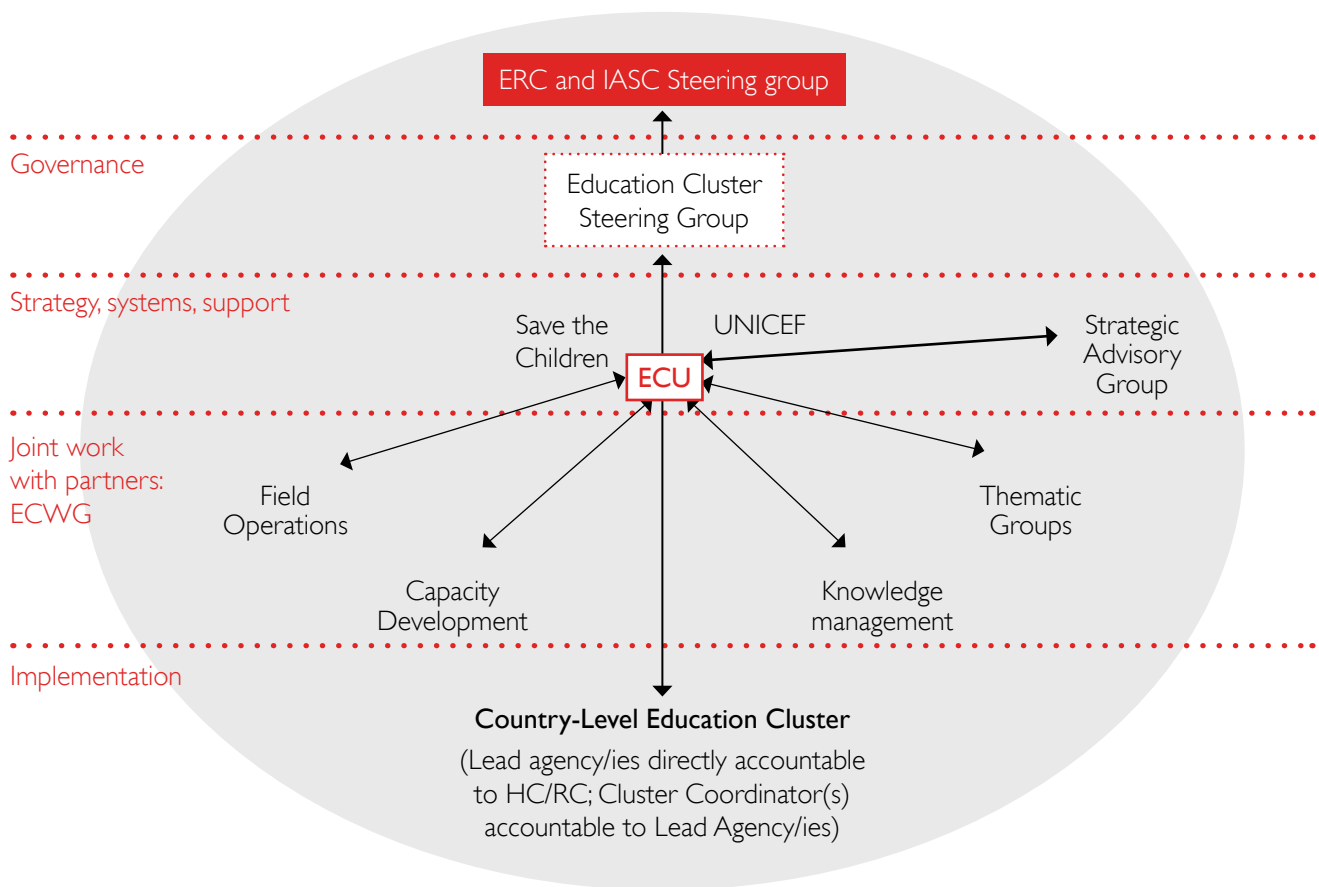 ERC and IASC Steering group
Governance
Education Cluster
Steering Group
Strategy, systems, support
Save the
Children
UNICEF
Strategic
Advisory
Group
ECU
Joint work
with partners:
ECWG
Field
Operations
Thematic
Groups
Capacity
Development
Knowledge
management
Implementation
Country-Level Education Cluster
(Lead agency/ies directly accountable
to HC/RC; Cluster Coordinator(s)
accountable to Lead Agency/ies)